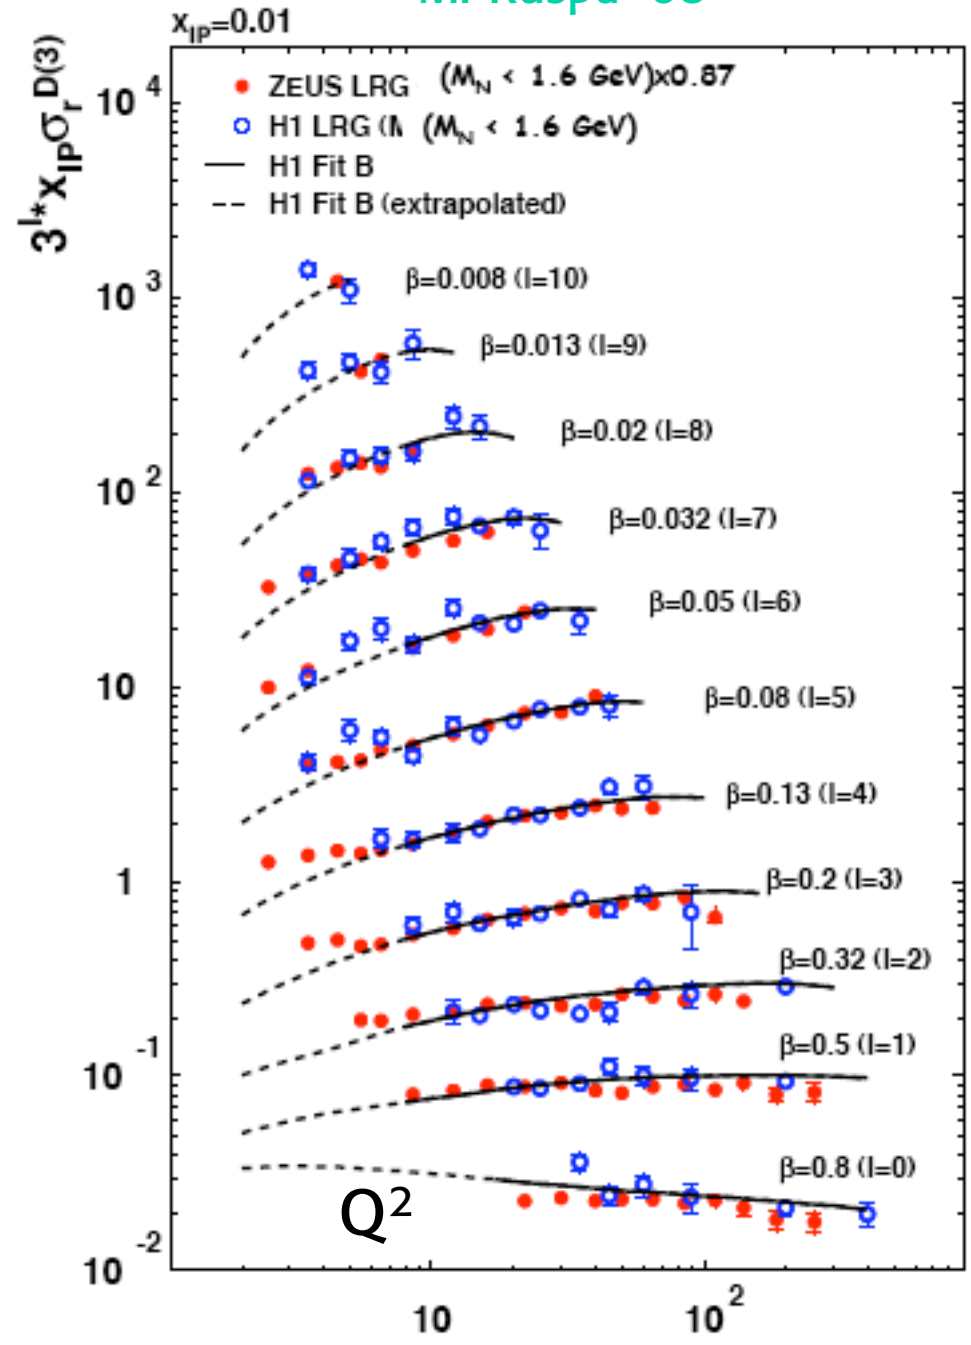 x_IP=0.01
3^l*x_IPσ_r^D(3)
ZEUS LRG (M_N < 1.6 GeV)x0.87
H1 LRG (M_N < 1.6 GeV)
H1 Fit B
H1 Fit B (extrapolated)
10^4
10^3
β=0.008 (l=10)
β=0.013 (l=9)
β=0.02 (l=8)
10^2
β=0.032 (l=7)
β=0.05 (l=6)
10
β=0.08 (l=5)
β=0.13 (l=4)
1
β=0.2 (l=3)
β=0.32 (l=2)
β=0.5 (l=1)
10^-1
β=0.8 (l=0)
Q²
10^-2
10
10^2